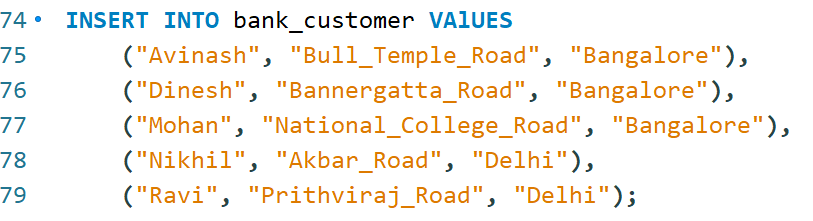 74 INSERT INTO bank_customer VAlUES
75 ("Avinash", "Bull_Temple_Road", "Bangalore"),
76 ("Dinesh", "Bannergatta_Road", "Bangalore"),
77 ("Mohan", "National_College_Road", "Bangalore"),
78 ("Nikhil", "Akbar_Road", "Delhi"),
79 ("Ravi", "Prithviraj_Road", "Delhi");